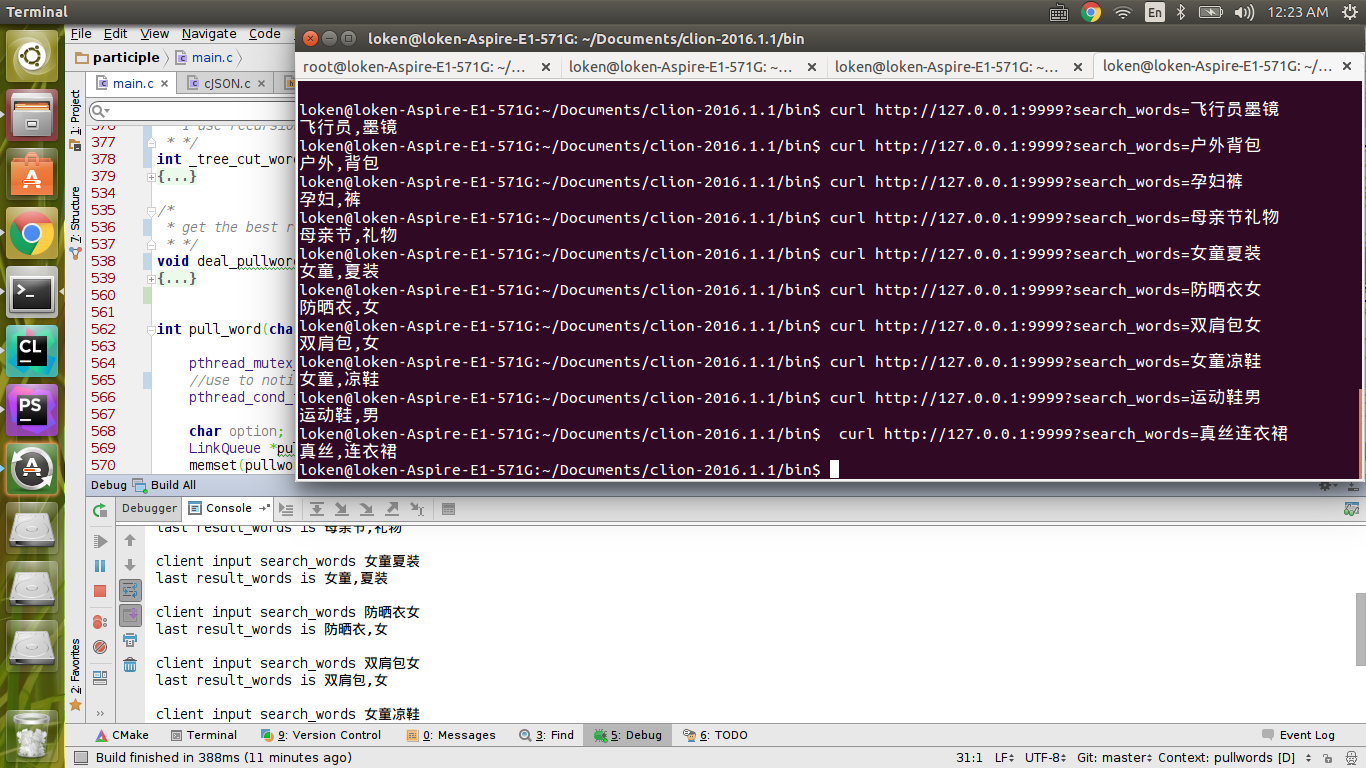 Terminal
En
12:23 AM
File Edit View Navigate Code
participle main.c
main.c cJSON.c
1: Project
7: Structure
2: Favorites
377 * */
378 int _tree_cut_wor
379 {...}
534
535 /*
536 * get the best r
537 * */
538 void deal_pullword
539 {...}
560
561
562 int pull_word(cha
563
564 pthread_mutex_
565 //use to noti
566 pthread_cond_
567
568 char option;
569 LinkQueue *pul
570 memset(pullwo
loken@loken-Aspire-E1-571G: ~/Documents/clion-2016.1.1/bin
root@loken-Aspire-E1-571G: ~/... loken@loken-Aspire-E1-571G: ~... loken@loken-Aspire-E1-571G: ~... loken@loken-Aspire-E1-571G: ~/...
loken@loken-Aspire-E1-571G:~/Documents/clion-2016.1.1/bin$ curl http://127.0.0.1:9999?search_words=飞行员墨镜
飞行员,墨镜
loken@loken-Aspire-E1-571G:~/Documents/clion-2016.1.1/bin$ curl http://127.0.0.1:9999?search_words=户外背包
户外,背包
loken@loken-Aspire-E1-571G:~/Documents/clion-2016.1.1/bin$ curl http://127.0.0.1:9999?search_words=孕妇裤
孕妇,裤
loken@loken-Aspire-E1-571G:~/Documents/clion-2016.1.1/bin$ curl http://127.0.0.1:9999?search_words=母亲节礼物
母亲节,礼物
loken@loken-Aspire-E1-571G:~/Documents/clion-2016.1.1/bin$ curl http://127.0.0.1:9999?search_words=女童夏装
女童,夏装
loken@loken-Aspire-E1-571G:~/Documents/clion-2016.1.1/bin$ curl http://127.0.0.1:9999?search_words=防晒衣女
防晒衣,女
loken@loken-Aspire-E1-571G:~/Documents/clion-2016.1.1/bin$ curl http://127.0.0.1:9999?search_words=双肩包女
双肩包,女
loken@loken-Aspire-E1-571G:~/Documents/clion-2016.1.1/bin$ curl http://127.0.0.1:9999?search_words=女童凉鞋
女童,凉鞋
loken@loken-Aspire-E1-571G:~/Documents/clion-2016.1.1/bin$ curl http://127.0.0.1:9999?search_words=运动鞋男
运动鞋,男
loken@loken-Aspire-E1-571G:~/Documents/clion-2016.1.1/bin$  curl http://127.0.0.1:9999?search_words=真丝连衣裙
真丝,连衣裙
loken@loken-Aspire-E1-571G:~/Documents/clion-2016.1.1/bin$
CL
PS
Debug Build All
Debugger Console
last result_words is 母亲节,礼物
client input search_words 女童夏装
last result_words is 女童,夏装
client input search_words 防晒衣女
last result_words is 防晒衣,女
client input search_words 双肩包女
last result_words is 双肩包,女
client input search_words 女童凉鞋
CMake Terminal 9: Version Control 0: Messages 3: Find 5: Debug 6: TODO Event Log
Build finished in 388ms (11 minutes ago) 31:1 LF UTF-8 Git: master Context: pullwords [D]